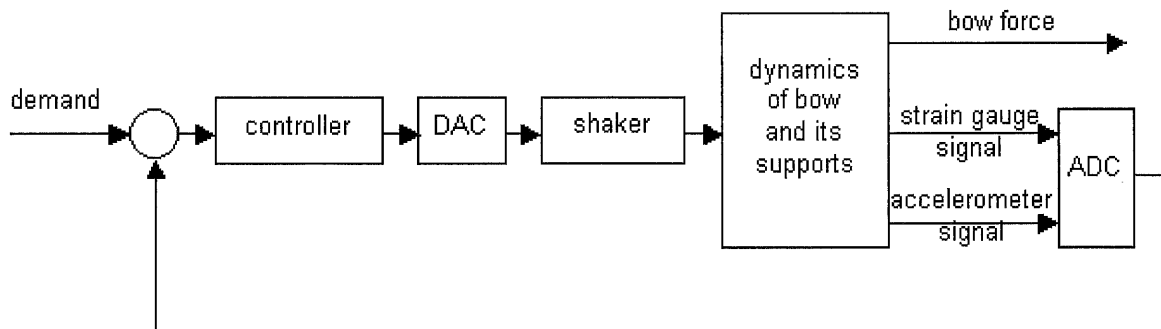 demand
controller
DAC
shaker
dynamics
of bow
and its
supports
bow force
strain gauge
signal
accelerometer
signal
ADC